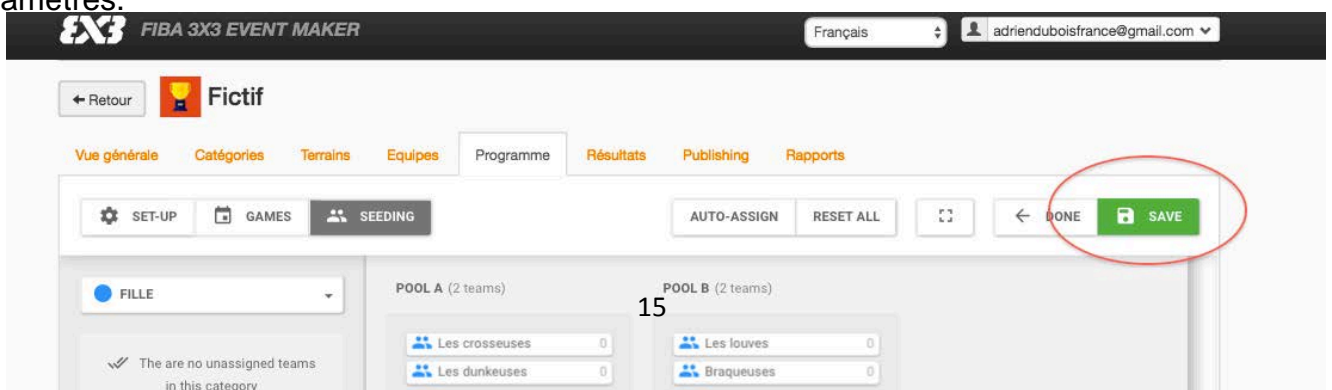 amètres.
3X3 FIBA 3X3 EVENT MAKER Français adrienduboisfrance@gmail.com
Retour Fictif
Vue générale Catégories Terrains Equipes Programme Résultats Publishing Rapports
SET-UP GAMES SEEDING AUTO-ASSIGN RESET ALL DONE SAVE
FILLE POOL A (2 teams) POOL B (2 teams)
15
Les crosseuses 0 Les louves 0
The are no unassigned teams Les dunkeuses 0 Braqueuses 0
in this category